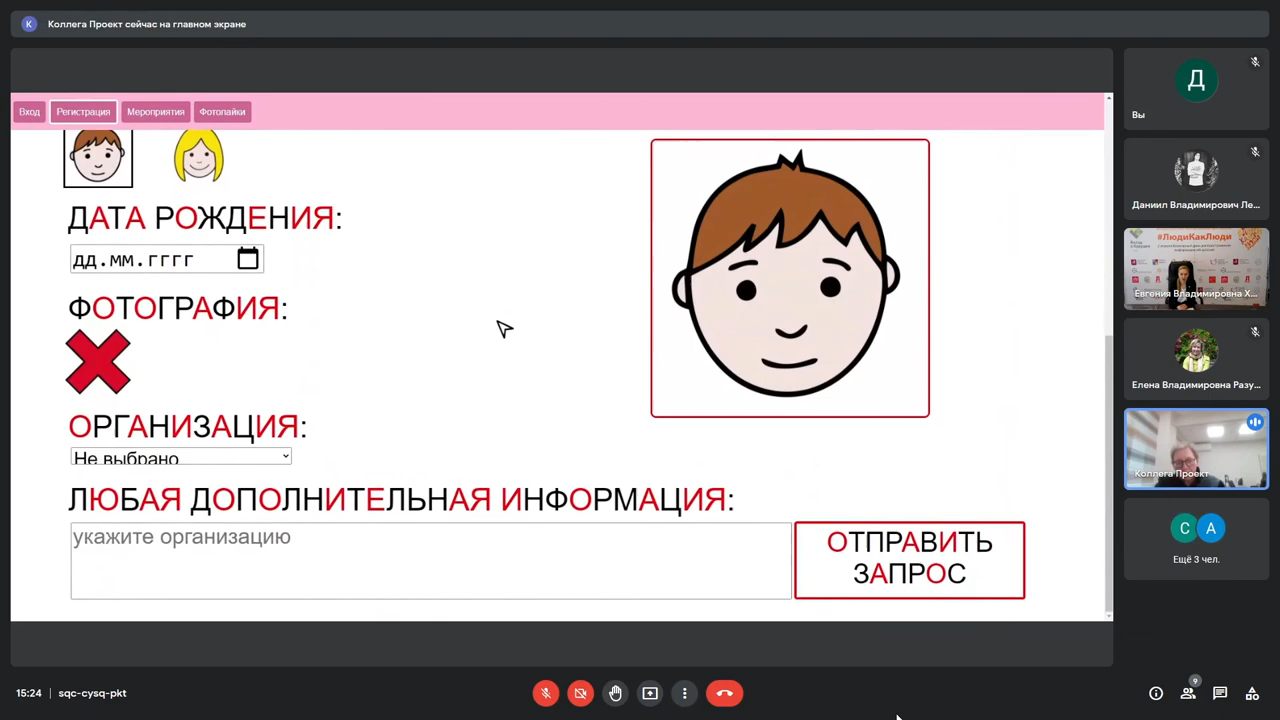 К
Коллега Проект сейчас на главном экране
Вход
Регистрация
Мероприятия
Фотолайки
ДАТА РОЖДЕНИЯ:
дд.мм.гггг
ФОТОГРАФИЯ:
ОРГАНИЗАЦИЯ:
Не выбрано
ЛЮБАЯ ДОПОЛНИТЕЛЬНАЯ ИНФОРМАЦИЯ:
укажите организацию
ОТПРАВИТЬ
ЗАПРОС
Д
Вы
Даниил Владимирович Ле...
#ЛюдиКакЛюди
Евгения Владимировна Х...
Елена Владимировна Разу...
Коллега Проект
С
А
Ещё 3 чел.
15:24
sqc-cysq-pkt
9